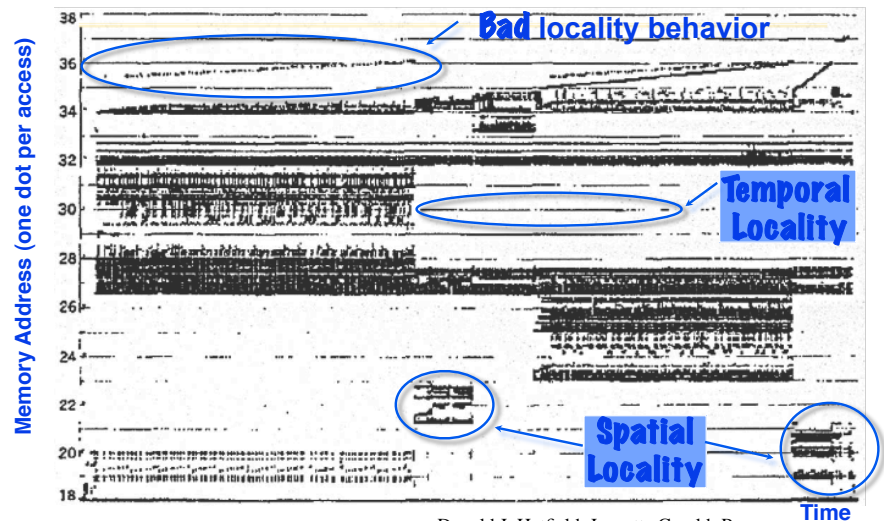 Bad locality behavior
Memory Address (one dot per access)
38
36
34
32
30
28
26
24
22
20
18
Temporal
Locality
Spatial
Locality
Time